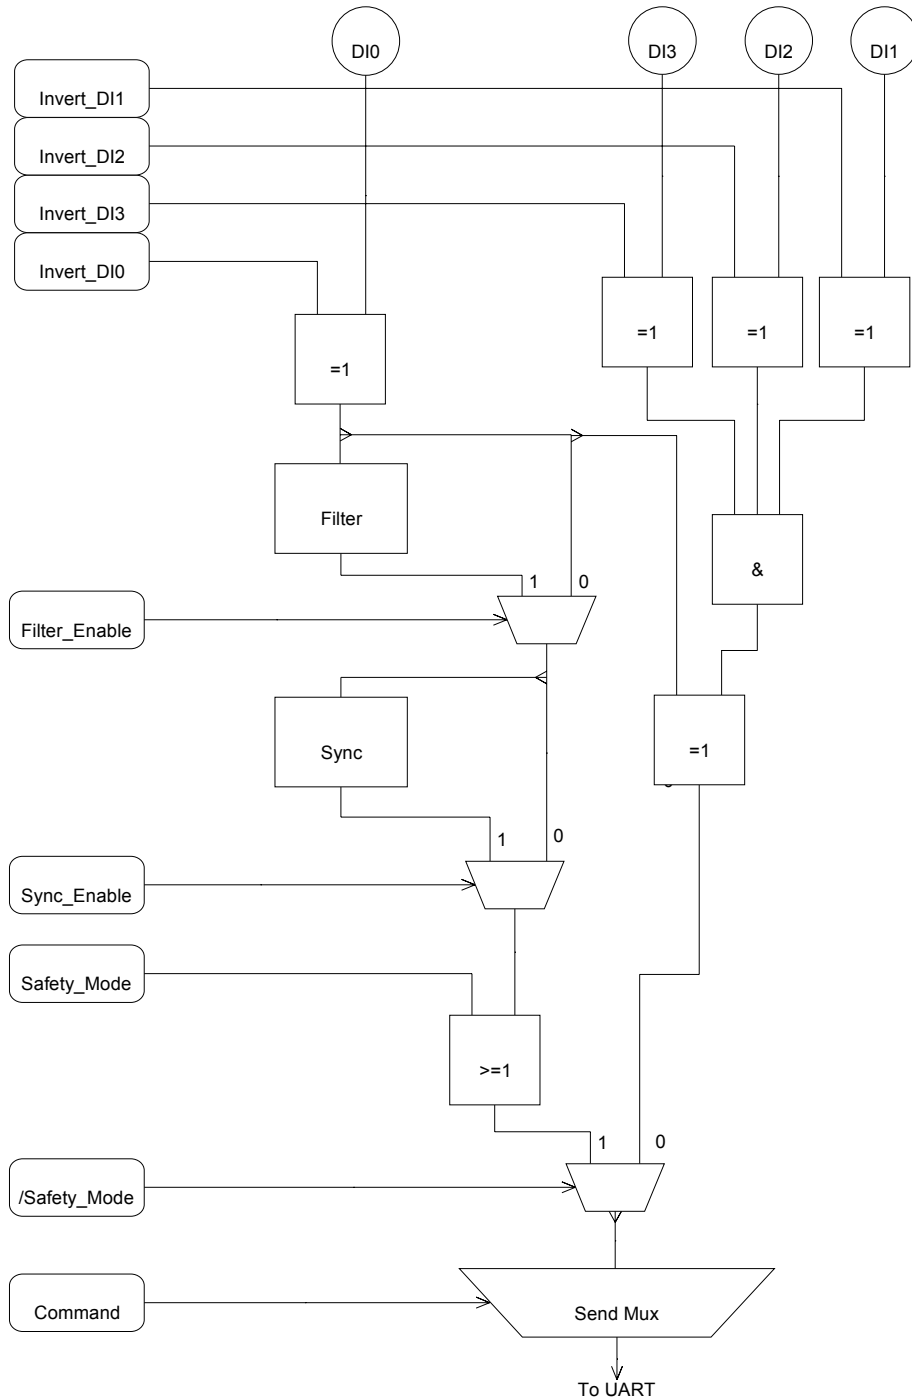 DI0
DI3
DI2
DI1
Invert_DI1
Invert_DI2
Invert_DI3
Invert_DI0
=1
=1
=1
=1
Filter
&
1
0
Filter_Enable
Sync
=1
1
0
Sync_Enable
Safety_Mode
>=1
1
0
/Safety_Mode
Command
Send Mux
To UART